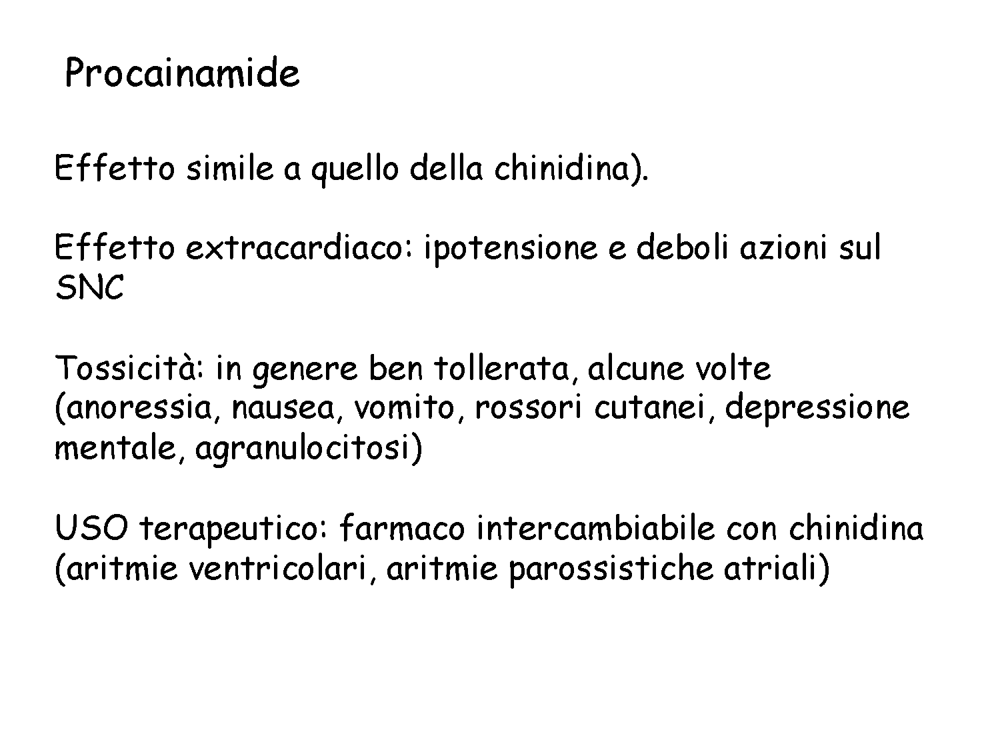 Procainamide
Effetto simile a quello della chinidina).
Effetto extracardiaco: ipotensione e deboli azioni sul
SNC
Tossicità: in genere ben tollerata, alcune volte
(anoressia, nausea, vomito, rossori cutanei, depressione
mentale, agranulocitosi)
USO terapeutico: farmaco intercambiabile con chinidina
(aritmie ventricolari, aritmie parossistiche atriali)